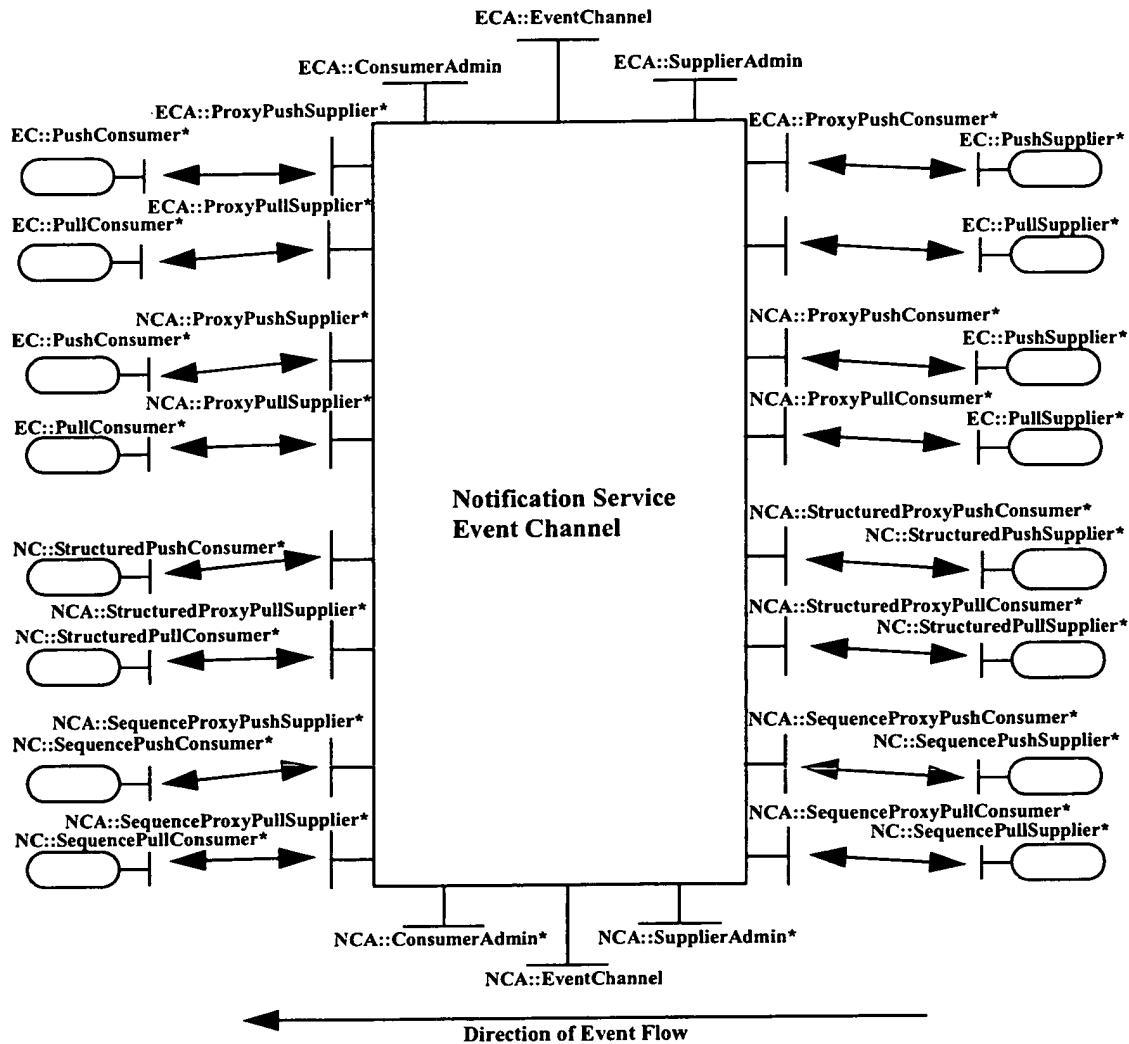 ECA::EventChannel
ECA::ConsumerAdmin
ECA::SupplierAdmin
ECA::ProxyPushSupplier*
EC::PushConsumer*
ECA::ProxyPullSupplier*
EC::PullConsumer*
NCA::ProxyPushSupplier*
EC::PushConsumer*
NCA::ProxyPullSupplier*
EC::PullConsumer*
NC::StructuredPushConsumer*
NCA::StructuredProxyPullSupplier*
NC::StructuredPullConsumer*
NCA::SequenceProxyPushSupplier*
NC::SequencePushConsumer*
NCA::SequenceProxyPullSupplier*
NC::SequencePullConsumer*
Notification Service
Event Channel
ECA::ProxyPushConsumer*
EC::PushSupplier*
EC::PullSupplier*
NCA::ProxyPushConsumer*
EC::PushSupplier*
NCA::ProxyPullConsumer*
EC::PullSupplier*
NCA::StructuredProxyPushConsumer*
NC::StructuredPushSupplier*
NCA::StructuredProxyPullConsumer*
NC::StructuredPullSupplier*
NCA::SequenceProxyPushConsumer*
NC::SequencePushSupplier*
NCA::SequenceProxyPullConsumer*
NC::SequencePullSupplier*
NCA::ConsumerAdmin*
NCA::SupplierAdmin*
NCA::EventChannel
Direction of Event Flow